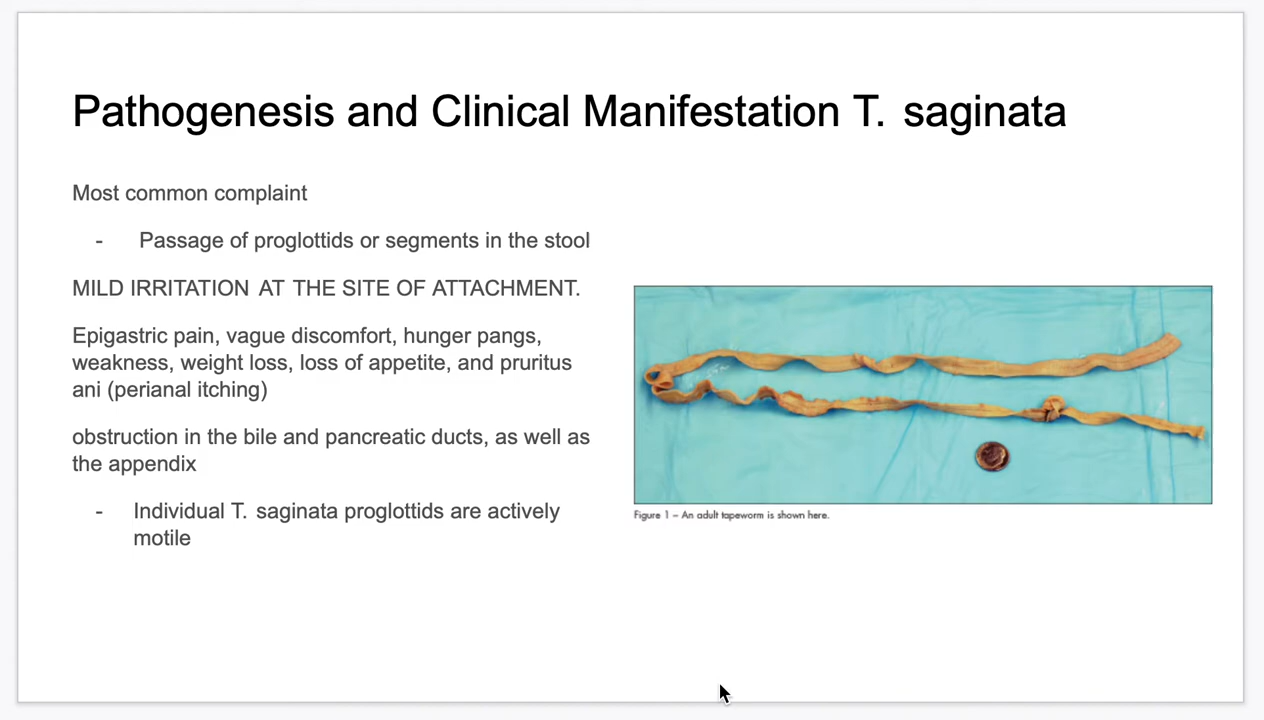 Pathogenesis and Clinical Manifestation T. saginata
Most common complaint
- Passage of proglottids or segments in the stool
MILD IRRITATION AT THE SITE OF ATTACHMENT.
Epigastric pain, vague discomfort, hunger pangs,
weakness, weight loss, loss of appetite, and pruritus
ani (perianal itching)
obstruction in the bile and pancreatic ducts, as well as
the appendix
- Individual T. saginata proglottids are actively
motile
Figure 1 – An adult tapeworm is shown here.